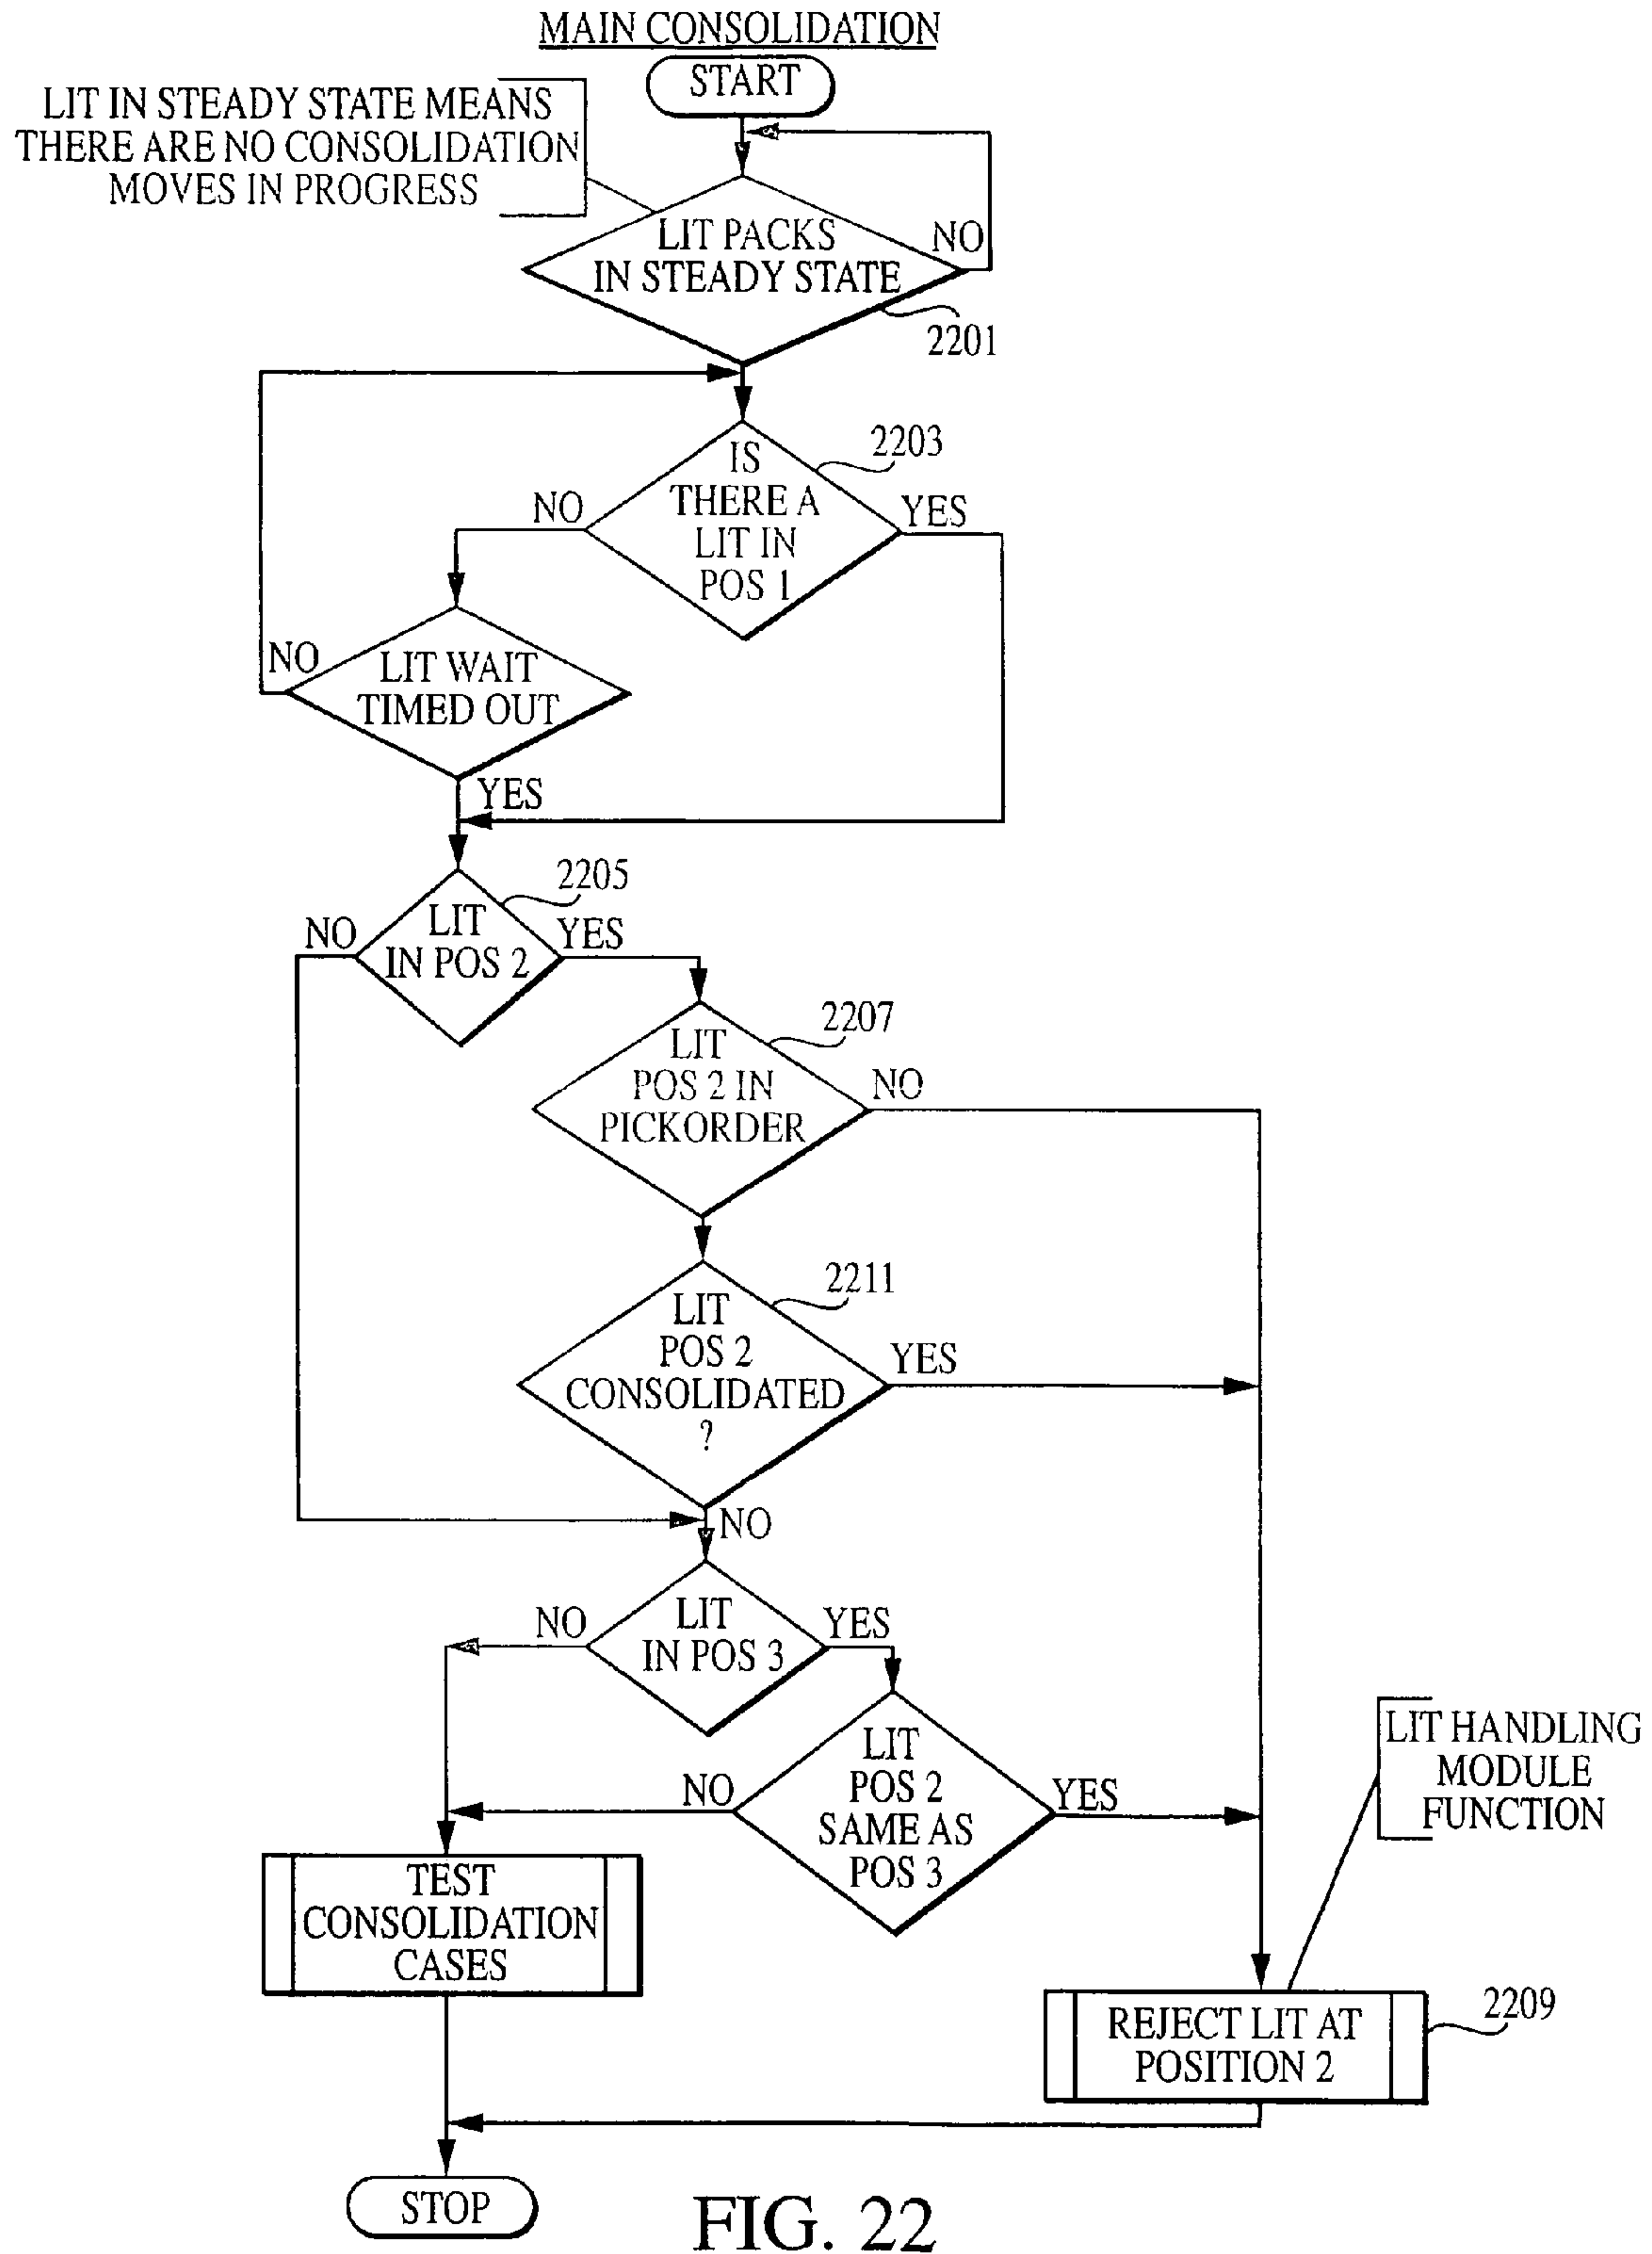 MAIN CONSOLIDATION
START
LIT IN STEADY STATE MEANS
THERE ARE NO CONSOLIDATION
MOVES IN PROGRESS
LIT PACKS
IN STEADY STATE
NO
2201
2203
IS
THERE A
LIT IN
POS 1
NO
YES
LIT WAIT
TIMED OUT
NO
YES
2205
LIT
IN POS 2
NO
YES
2207
LIT
POS 2 IN
PICKORDER
NO
2211
LIT
POS 2
CONSOLIDATED
?
YES
NO
LIT
IN POS 3
NO
YES
LIT
POS 2
SAME AS
POS 3
NO
YES
LIT HANDLING
MODULE
FUNCTION
TEST
CONSOLIDATION
CASES
REJECT LIT AT
POSITION 2
2209
STOP
FIG. 22